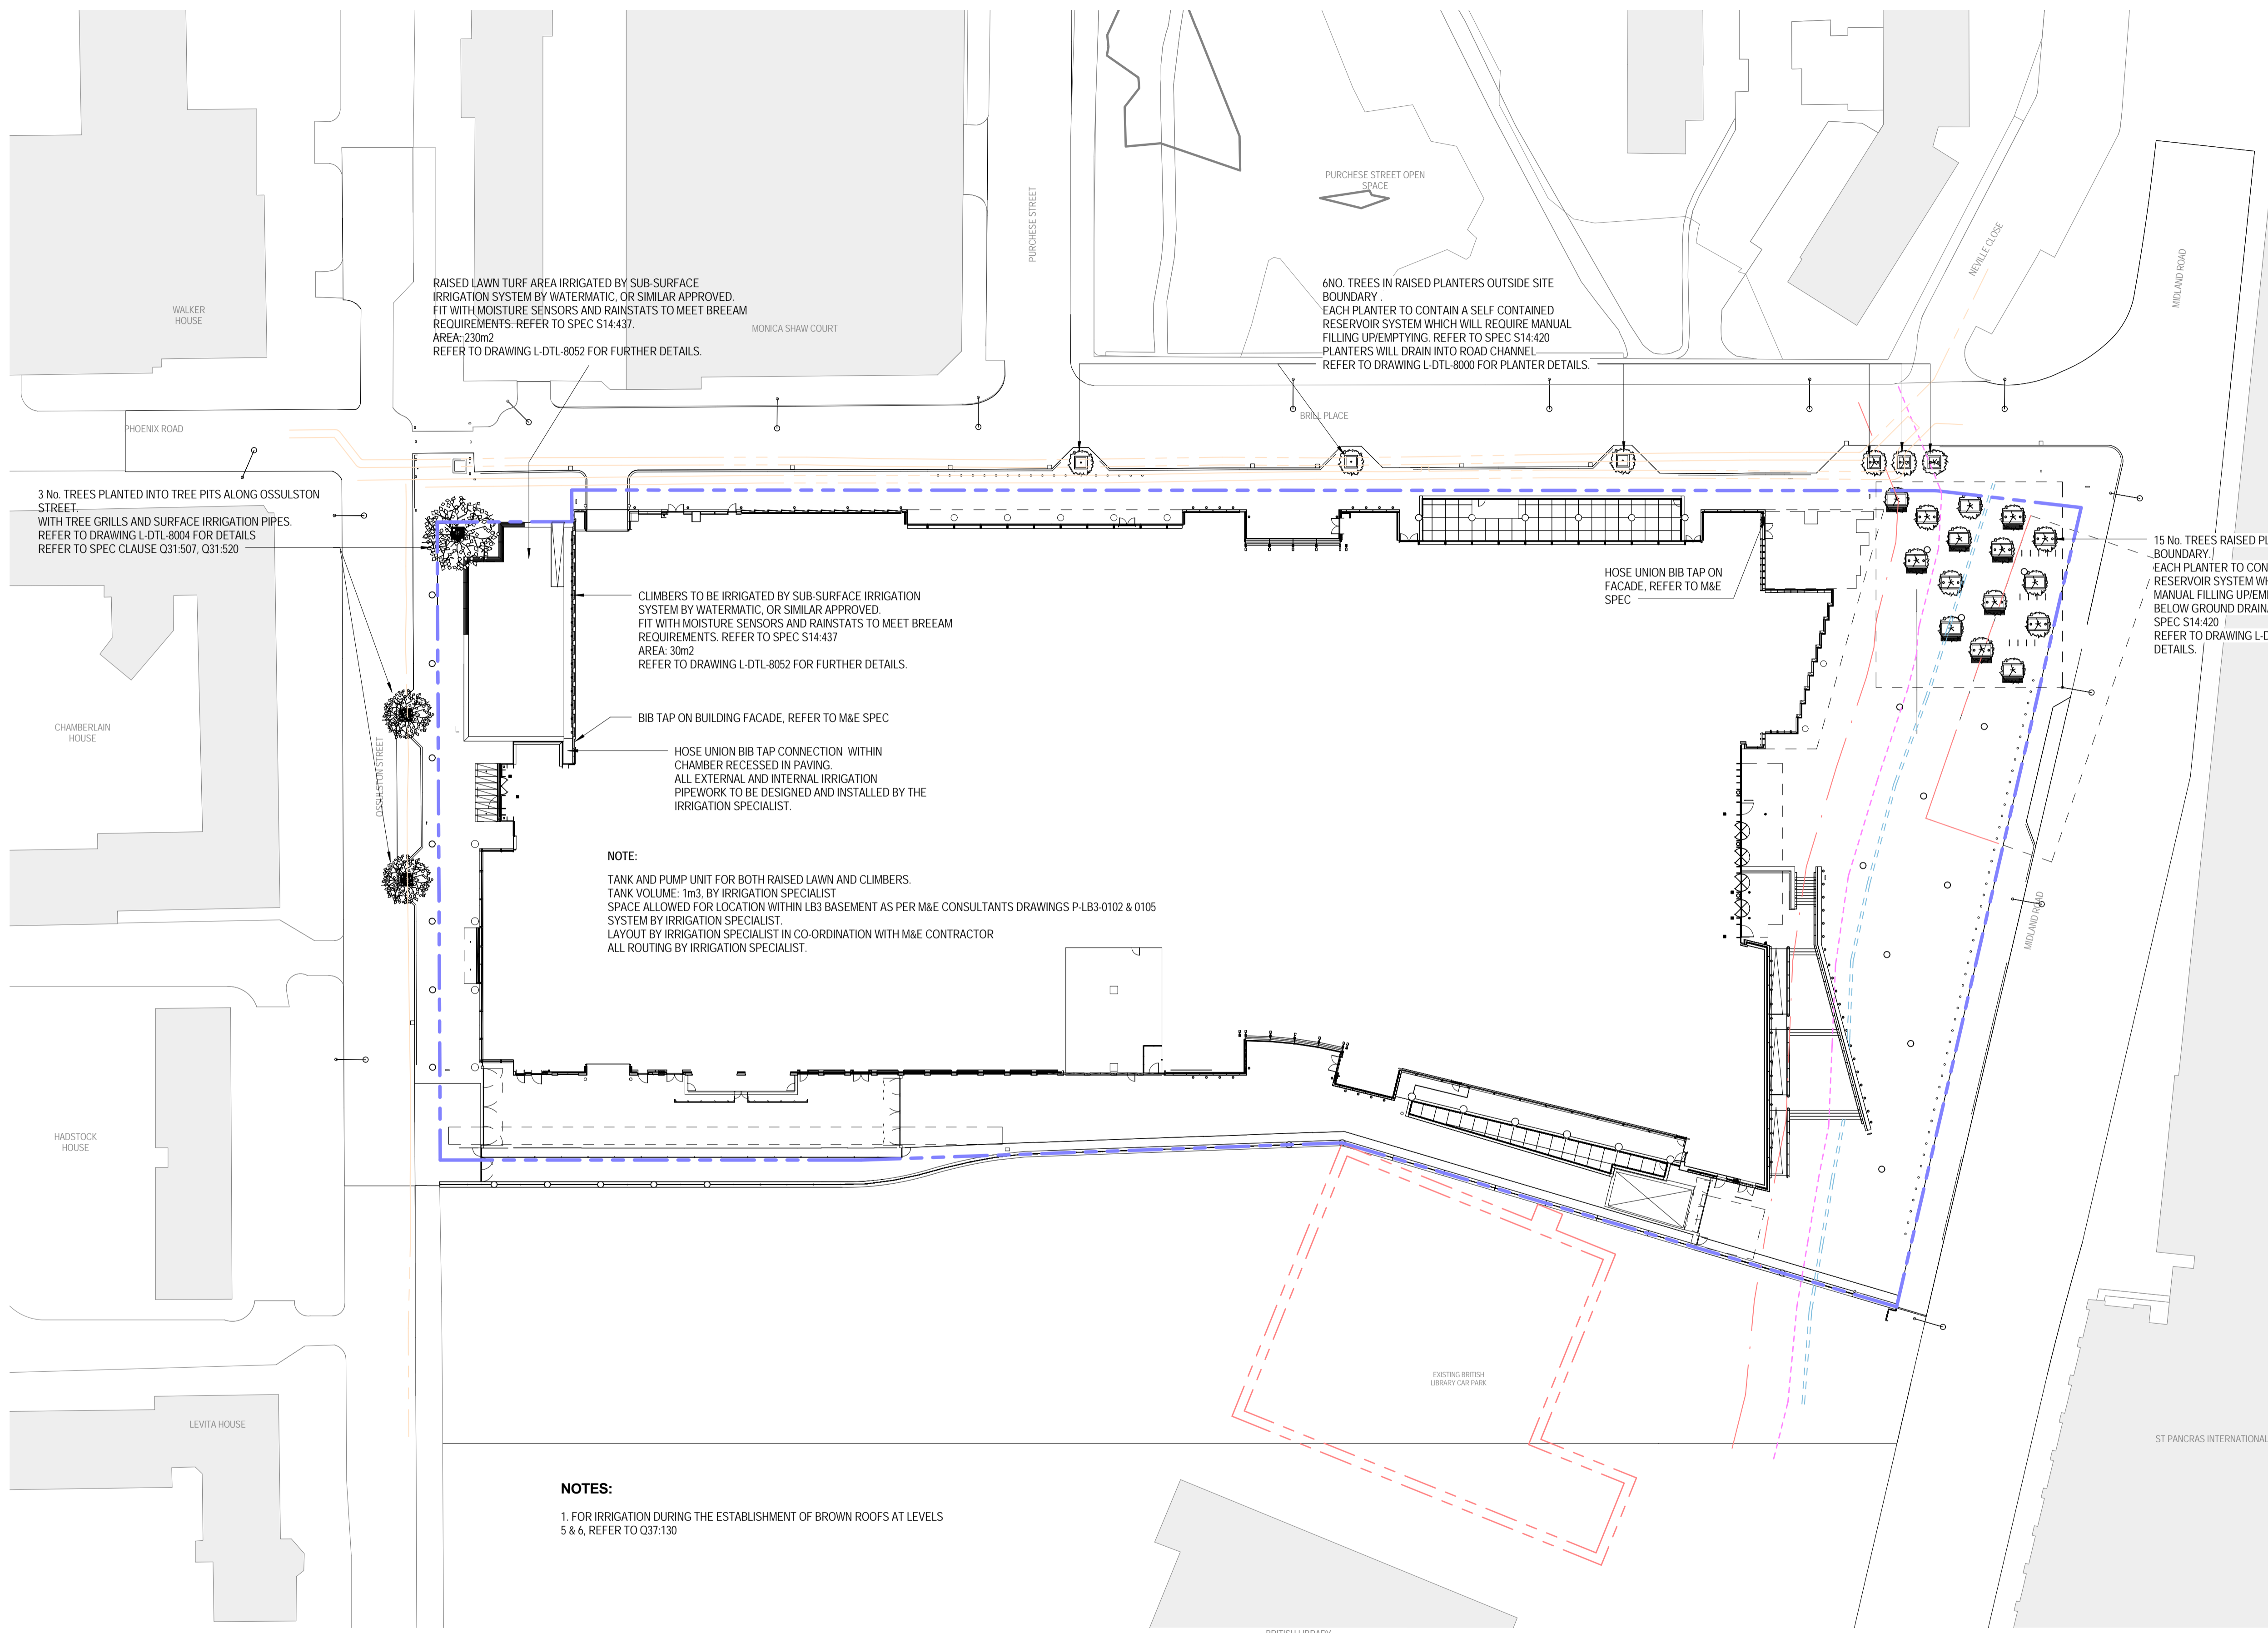 RAISED LAWN TURF AREA IRRIGATED BY SUB-SURFACE
IRRIGATION SYSTEM BY WATERMATIC, OR SIMILAR APPROVED.
FIT WITH MOISTURE SENSORS AND RAINSTATS TO MEET BREEAM
REQUIREMENTS. REFER TO SPEC S14:437.
AREA: 230m2
REFER TO DRAWING L-DTL-8052 FOR FURTHER DETAILS.
WALKER
HOUSE
MONICA SHAW COURT
PURCHESE STREET
PURCHESE STREET OPEN
SPACE
6NO. TREES IN RAISED PLANTERS OUTSIDE SITE
BOUNDARY .
EACH PLANTER TO CONTAIN A SELF CONTAINED
RESERVOIR SYSTEM WHICH WILL REQUIRE MANUAL
FILLING UP/EMPTYING. REFER TO SPEC S14:420
PLANTERS WILL DRAIN INTO ROAD CHANNEL
REFER TO DRAWING L-DTL-8000 FOR PLANTER DETAILS.
NEVILLE CLOSE
MIDLAND ROAD
PHOENIX ROAD
BRILL PLACE
3 No. TREES PLANTED INTO TREE PITS ALONG OSSULSTON
STREET.
WITH TREE GRILLS AND SURFACE IRRIGATION PIPES.
REFER TO DRAWING L-DTL-8004 FOR DETAILS
REFER TO SPEC CLAUSE Q31:507, Q31:520
15 No. TREES RAISED PL
BOUNDARY.
EACH PLANTER TO CON
RESERVOIR SYSTEM WH
MANUAL FILLING UP/EM
BELOW GROUND DRAIN
SPEC S14:420
REFER TO DRAWING L-D
DETAILS.
HOSE UNION BIB TAP ON
FACADE, REFER TO M&E
SPEC
CLIMBERS TO BE IRRIGATED BY SUB-SURFACE IRRIGATION
SYSTEM BY WATERMATIC, OR SIMILAR APPROVED.
FIT WITH MOISTURE SENSORS AND RAINSTATS TO MEET BREEAM
REQUIREMENTS. REFER TO SPEC S14:437
AREA: 30m2
REFER TO DRAWING L-DTL-8052 FOR FURTHER DETAILS.
BIB TAP ON BUILDING FACADE, REFER TO M&E SPEC
CHAMBERLAIN
HOUSE
OSSULSTON STREET
HOSE UNION BIB TAP CONNECTION WITHIN
CHAMBER RECESSED IN PAVING.
ALL EXTERNAL AND INTERNAL IRRIGATION
PIPEWORK TO BE DESIGNED AND INSTALLED BY THE
IRRIGATION SPECIALIST.
NOTE:
TANK AND PUMP UNIT FOR BOTH RAISED LAWN AND CLIMBERS.
TANK VOLUME: 1m3, BY IRRIGATION SPECIALIST
SPACE ALLOWED FOR LOCATION WITHIN LB3 BASEMENT AS PER M&E CONSULTANTS DRAWINGS P-LB3-0102 & 0105
SYSTEM BY IRRIGATION SPECIALIST.
LAYOUT BY IRRIGATION SPECIALIST IN CO-ORDINATION WITH M&E CONTRACTOR
ALL ROUTING BY IRRIGATION SPECIALIST.
MIDLAND ROAD
HADSTOCK
HOUSE
EXISTING BRITISH
LIBRARY CAR PARK
LEVITA HOUSE
ST PANCRAS INTERNATIONAL
NOTES:
1. FOR IRRIGATION DURING THE ESTABLISHMENT OF BROWN ROOFS AT LEVELS
5 & 6, REFER TO Q37:130
BRITISH LIBRARY